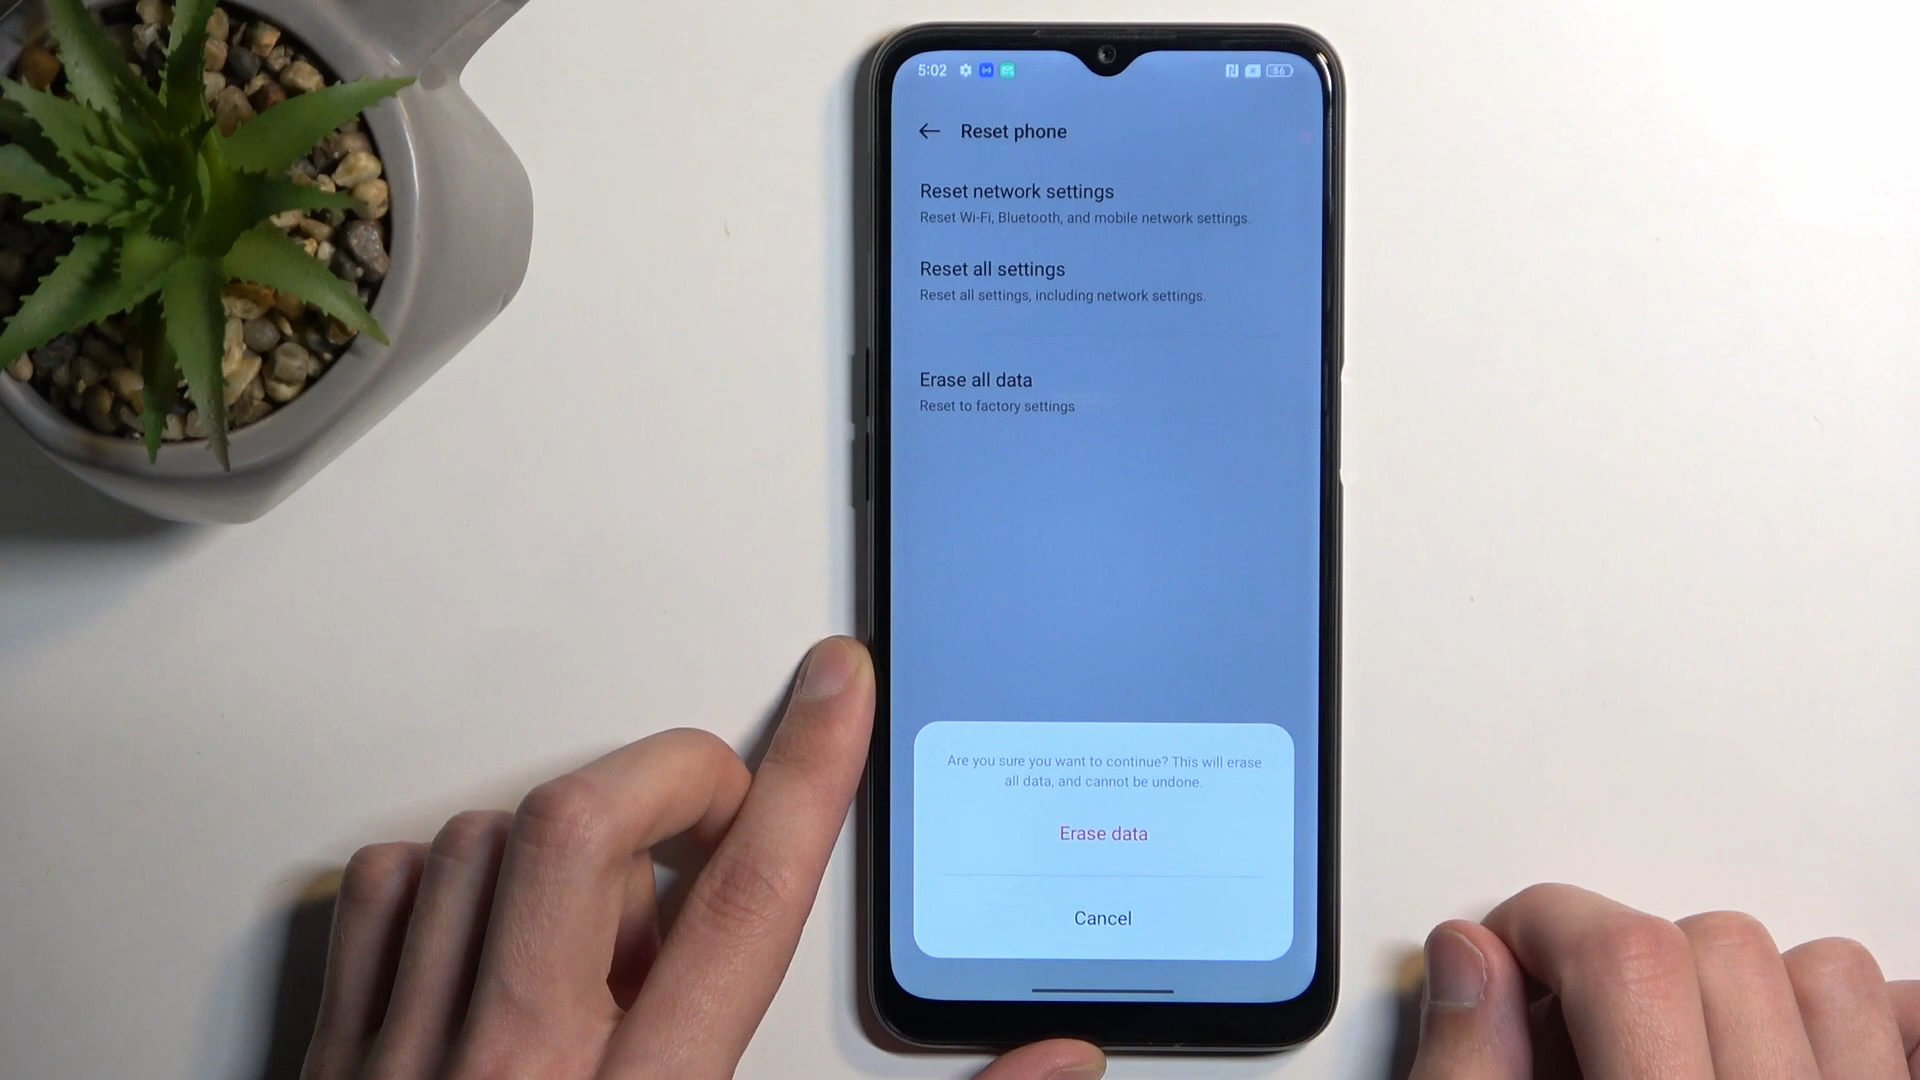 5:02
56
Reset phone
Reset network settings
Reset Wi-Fi, Bluetooth, and mobile network settings.
Reset all settings
Reset all settings, including network settings.
Erase all data
Reset to factory settings
Are you sure you want to continue? This will erase
all data, and cannot be undone.
Erase data
Cancel